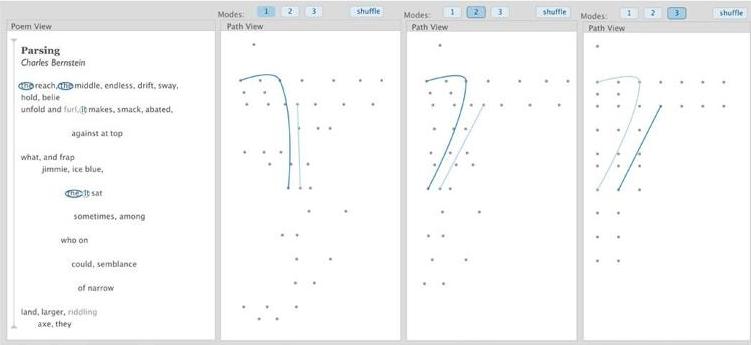 Modes: 1 2 3 shuffle
Modes: 1 2 3 shuffle
Modes: 1 2 3 shuffle
Poem View
Path View
Path View
Path View
Parsing
Charles Bernstein
the reach, the middle, endless, drift, sway,
hold, belie
unfold and furl, it makes, smack, abated,
against at top
what, and frap
jimmie, ice blue,
the it sat
sometimes, among
who on
could, semblance
of narrow
land, larger, riddling
axe, they